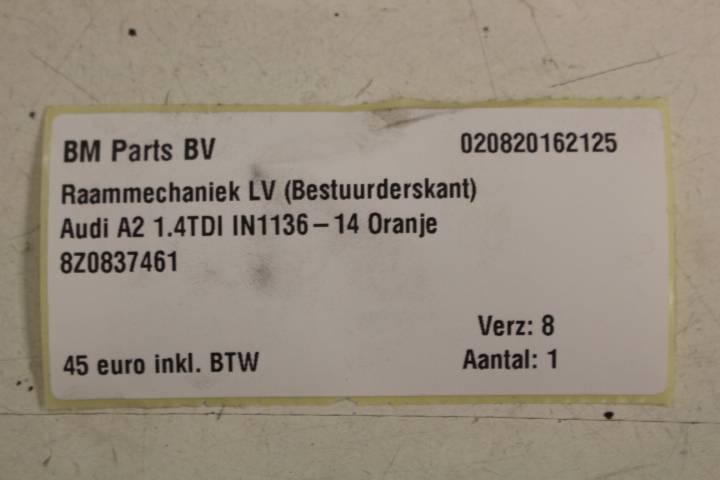 BM Parts BV 020820162125
Raammechaniek LV (Bestuurderskant)
Audi A2 1.4TDI IN1136-14 Oranje
8Z0837461
Verz: 8
45 euro inkl. BTW Aantal: 1